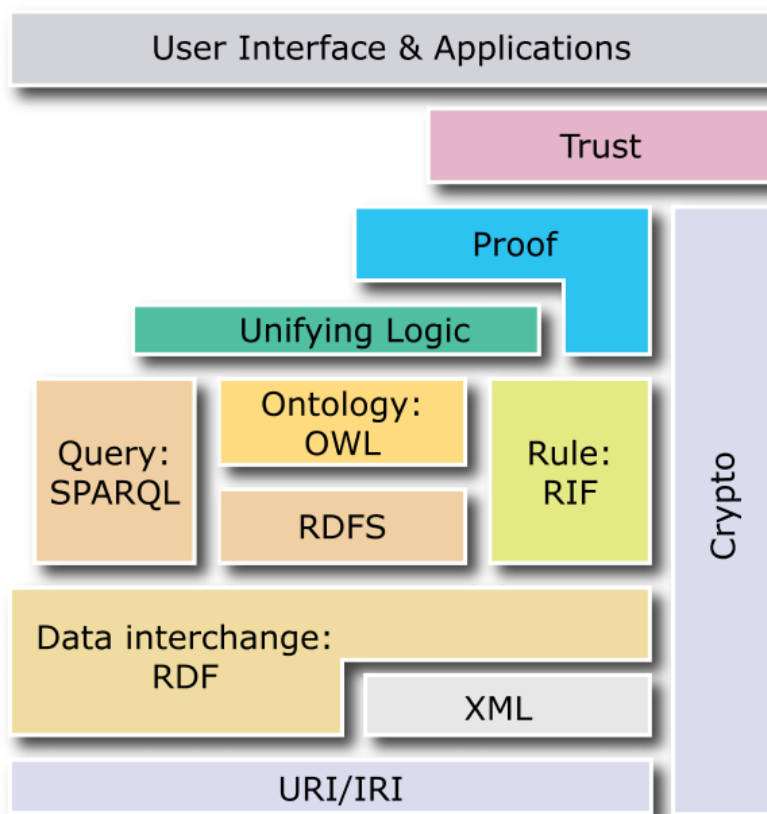 User Interface & Applications
Trust
Proof
Unifying Logic
Query:
SPARQL
Ontology:
OWL
RDFS
Rule:
RIF
Crypto
Data interchange:
RDF
XML
URI/IRI